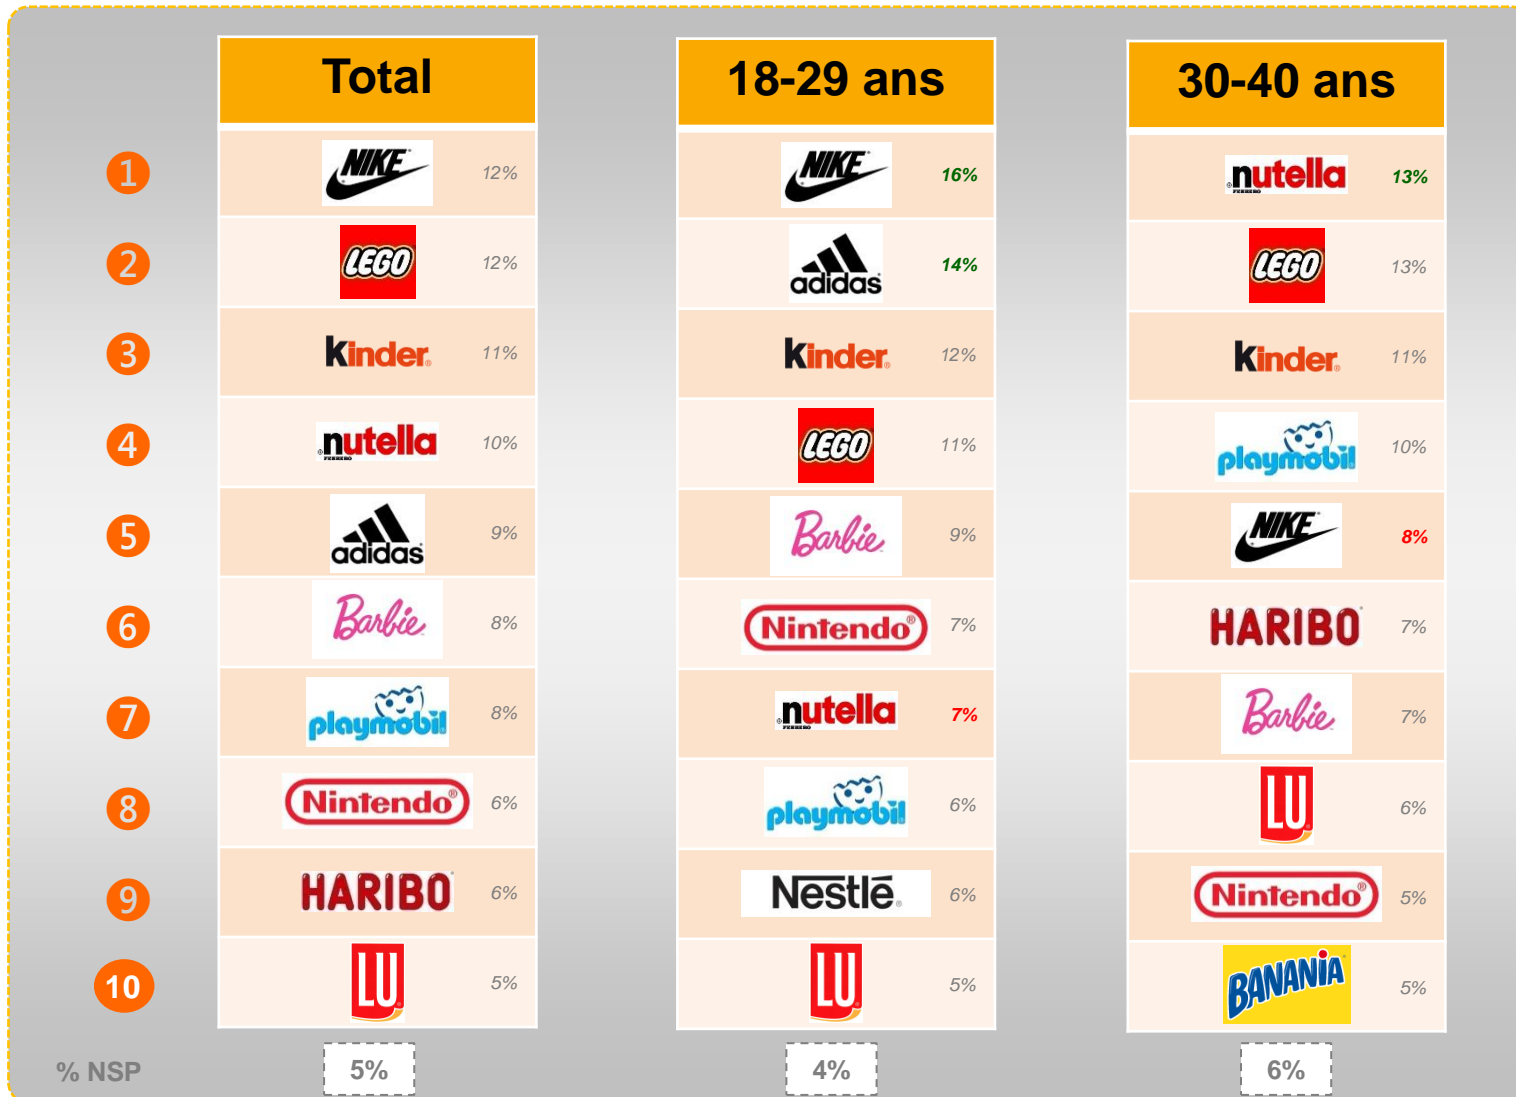 Total 18-29 ans 30-40 ans
1 NIKE 12% NIKE 16% nutella FERRERO 13%
2 LEGO 12% adidas 14% LEGO 13%
3 kinder 11% kinder 12% kinder 11%
4 nutella FERRERO 10% LEGO 11% playmobil 10%
5 adidas 9% Barbie 9% NIKE 8%
6 Barbie 8% Nintendo® 7% HARIBO 7%
7 playmobil 8% nutella FERRERO 7% Barbie 7%
8 Nintendo® 6% playmobil 6% LU 6%
9 HARIBO 6% Nestlé 6% Nintendo® 5%
10 LU 5% LU 5% BANANIA 5%
% NSP 5% 4% 6%